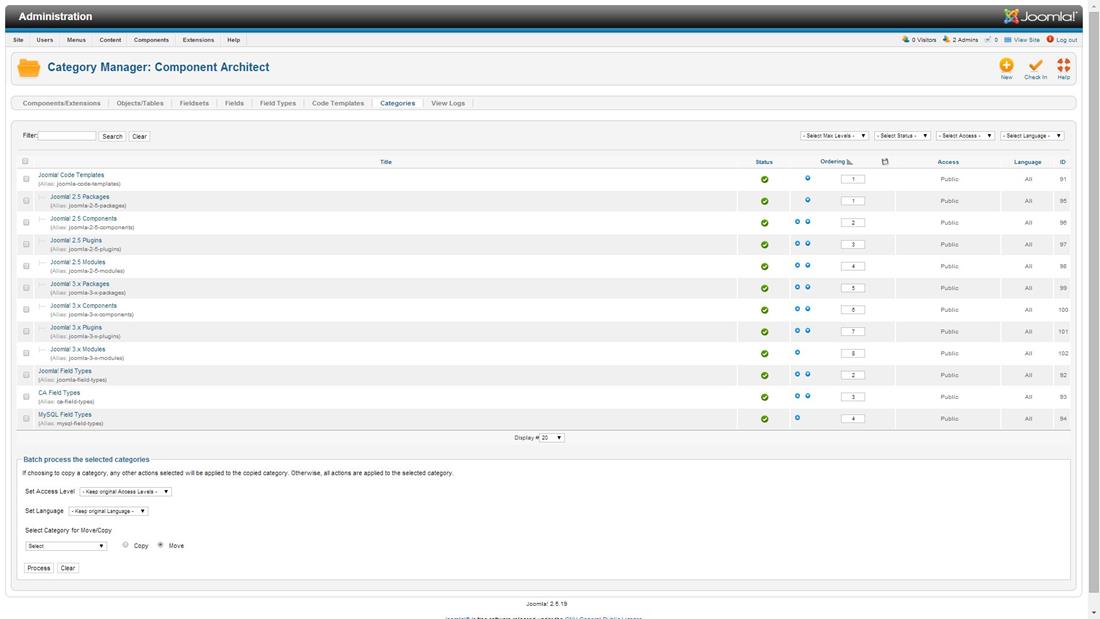 Administration
Joomla!
Site Users Menus Content Components Extensions Help
0 Visitors 2 Admins 0 View Site Log out
Category Manager: Component Architect
New Check In Help
Components/Extensions Objects/Tables Fieldsets Fields Field Types Code Templates Categories View Logs
Filter: Search Clear
- Select Max Levels - - Select Status - - Select Access - - Select Language -
Title Status Ordering Access Language ID
Joomla! Code Templates 1 Public All 91
(Alias: joomla-code-templates)
Joomla! 2.5 Packages 1 Public All 95
(Alias: joomla-2-5-packages)
Joomla! 2.5 Components 2 Public All 96
(Alias: joomla-2-5-components)
Joomla! 2.5 Plugins 3 Public All 97
(Alias: joomla-2-5-plugins)
Joomla! 2.5 Modules 4 Public All 98
(Alias: joomla-2-5-modules)
Joomla! 3.x Packages 5 Public All 99
(Alias: joomla-3-x-packages)
Joomla! 3.x Components 6 Public All 100
(Alias: joomla-3-x-components)
Joomla! 3.x Plugins 7 Public All 101
(Alias: joomla-3-x-plugins)
Joomla! 3.x Modules 8 Public All 102
(Alias: joomla-3-x-modules)
Joomla! Field Types 2 Public All 92
(Alias: joomla-field-types)
CA Field Types 3 Public All 93
(Alias: ca-field-types)
MySQL Field Types 4 Public All 94
(Alias: mysql-field-types)
Display # 20
Batch process the selected categories
If choosing to copy a category, any other actions selected will be applied to the copied category. Otherwise, all actions are applied to the selected category.
Set Access Level - Keep original Access Levels -
Set Language - Keep original Language -
Select Category for Move/Copy
Select Copy Move
Process Clear
Joomla! 2.5.19
Joomla!® is free software released under the GNU General Public License.